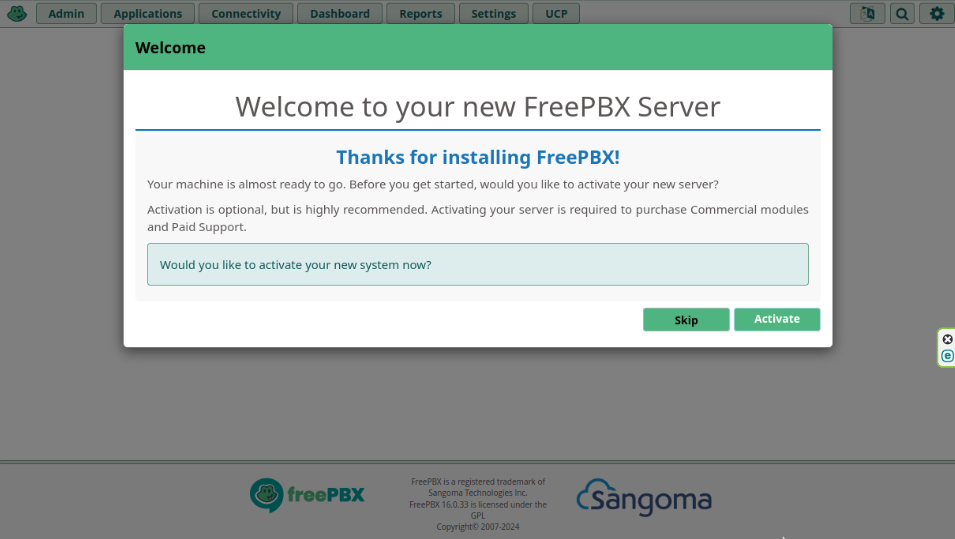 Admin Applications Connectivity Dashboard Reports Settings UCP
Welcome
Welcome to your new FreePBX Server
Thanks for installing FreePBX!
Your machine is almost ready to go. Before you get started, would you like to activate your new server?
Activation is optional, but is highly recommended. Activating your server is required to purchase Commercial modules
and Paid Support.
Would you like to activate your new system now?
Skip Activate
freePBX
FreePBX is a registered trademark of
Sangoma Technologies Inc.
FreePBX 16.0.33 is licensed under the
GPL
Copyright© 2007-2024
Sangoma